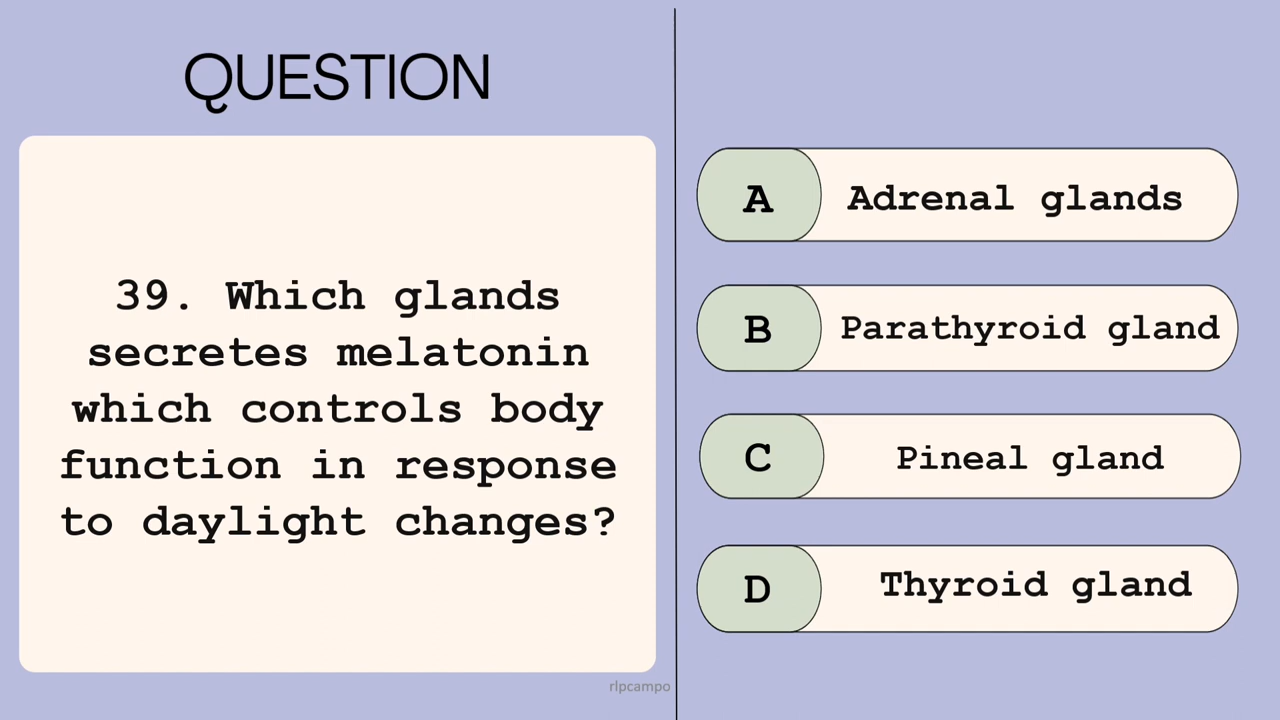 QUESTION
39. Which glands
secretes melatonin
which controls body
function in response
to daylight changes?
A Adrenal glands
B Parathyroid gland
C Pineal gland
D Thyroid gland
rlpcampo